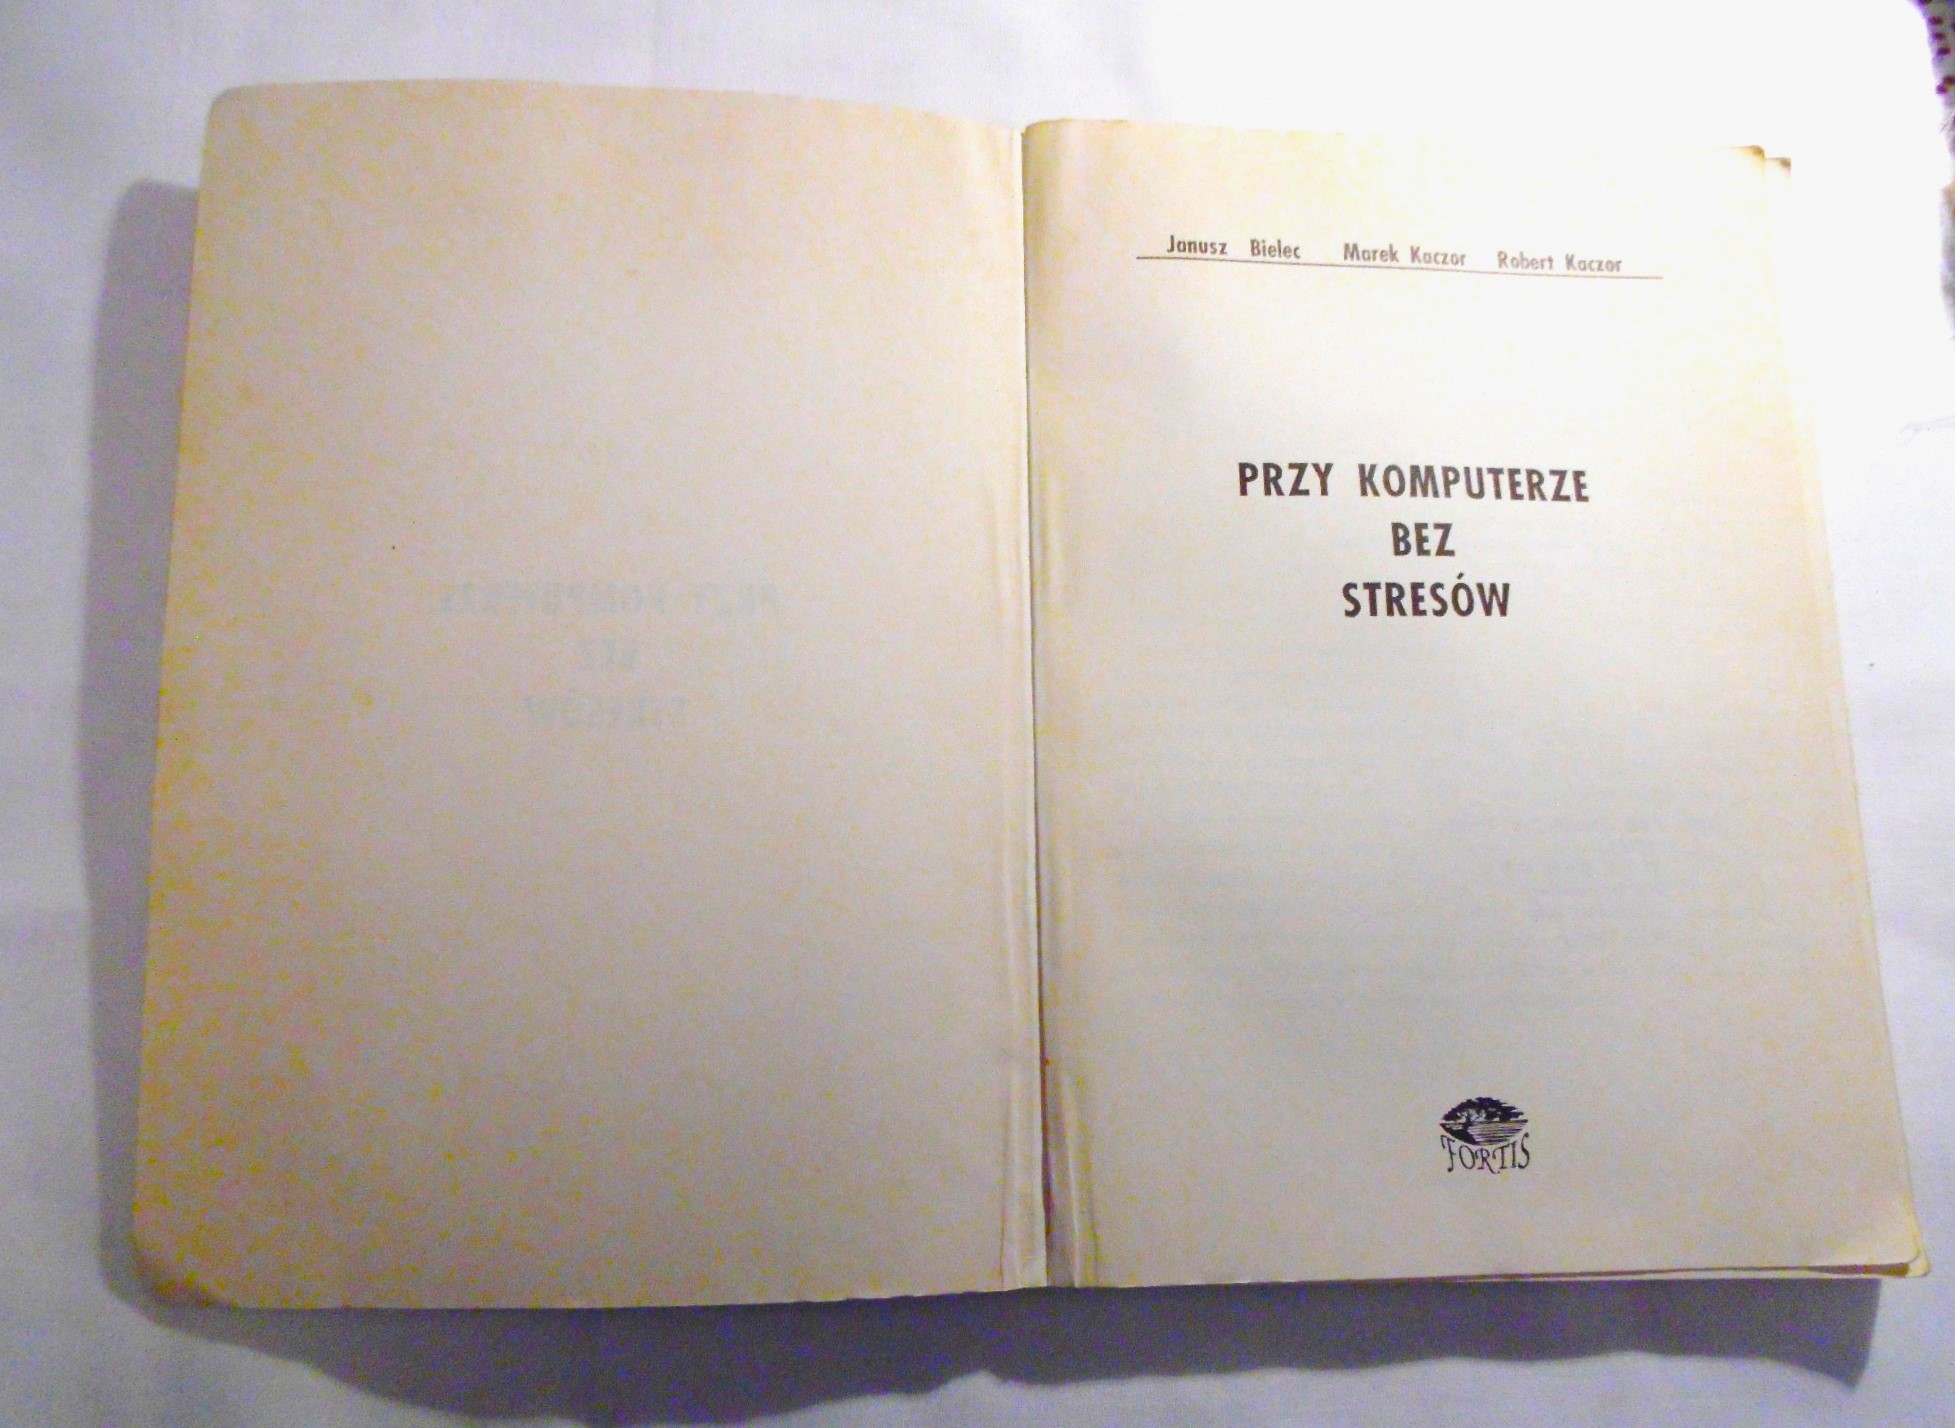 Janusz Bielec Marek Kaczor Robert Kaczor
PRZY KOMPUTERZE
BEZ
STRESÓW
FORTIS